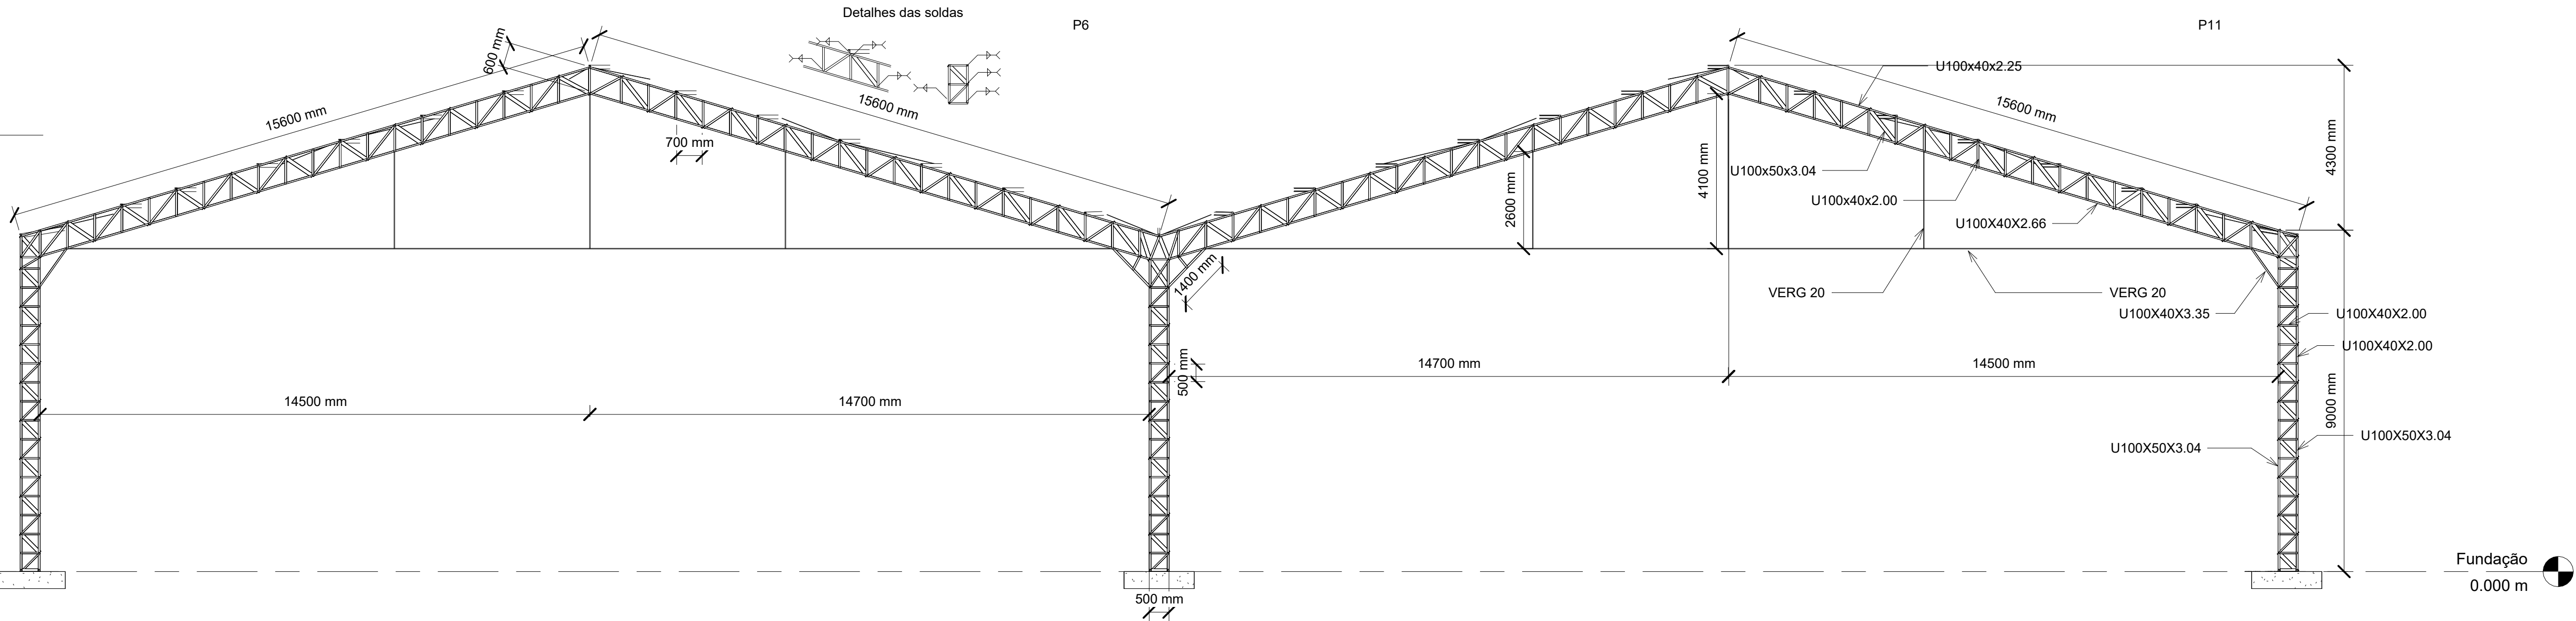 Detalhes das soldas
P6
P11
600 mm
15600 mm
15600 mm
700 mm
U100x40x2.25
15600 mm
4300 mm
4100 mm
2600 mm
U100x50x3.04
U100x40x2.00
U100X40X2.66
1400 mm
VERG 20
VERG 20
U100X40X3.35
U100X40X2.00
U100X40X2.00
14700 mm
14500 mm
500 mm
14500 mm
14700 mm
9000 mm
U100X50X3.04
U100X50X3.04
Fundação
0.000 m
500 mm